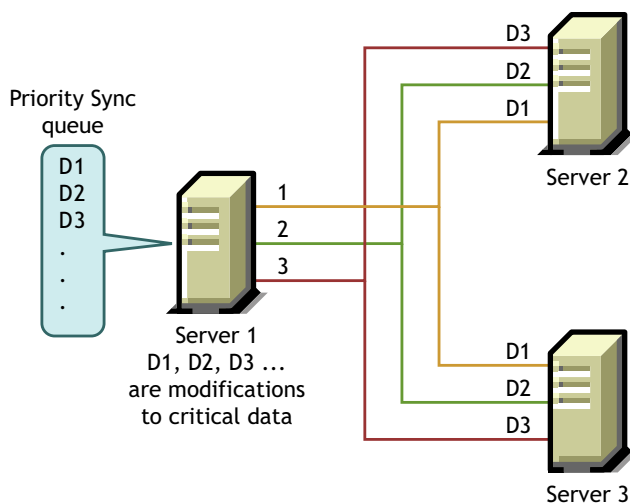 Priority Sync
queue
D1
D2
D3
.
.
.
1
2
3
Server 1
D1, D2, D3 ...
are modifications
to critical data
D3
D2
D1
Server 2
D1
D2
D3
Server 3